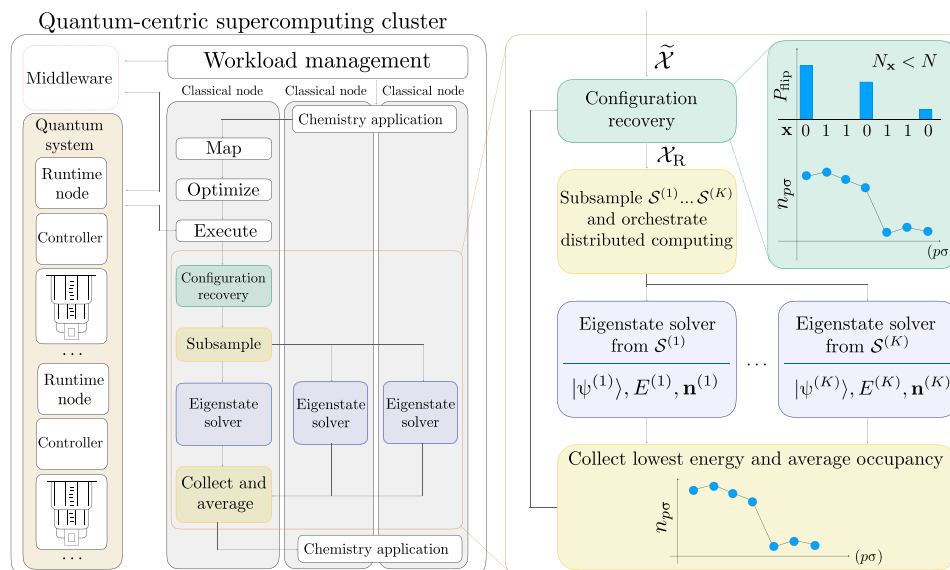 Quantum-centric supercomputing cluster
Middleware
Workload management
Classical node
Classical node
Classical node
Quantum
system
Runtime
node
Controller
...
Runtime
node
Controller
...
Chemistry application
Map
Optimize
Execute
Configuration
recovery
Subsample
Eigenstate
solver
Eigenstate
solver
Eigenstate
solver
Collect and
average
Chemistry application
𝒳̃
Configuration
recovery
𝒳_R
Subsample 𝒮^(1)...𝒮^(K)
and orchestrate
distributed computing
P_flip
N_x < N
x 0 1 1 0 1 1 0
n_pσ
(pσ
Eigenstate solver
from 𝒮^(1)
|ψ^(1)⟩, E^(1), n^(1)
...
Eigenstate solver
from 𝒮^(K)
|ψ^(K)⟩, E^(K), n^(K)
Collect lowest energy and average occupancy
n_pσ
(pσ)